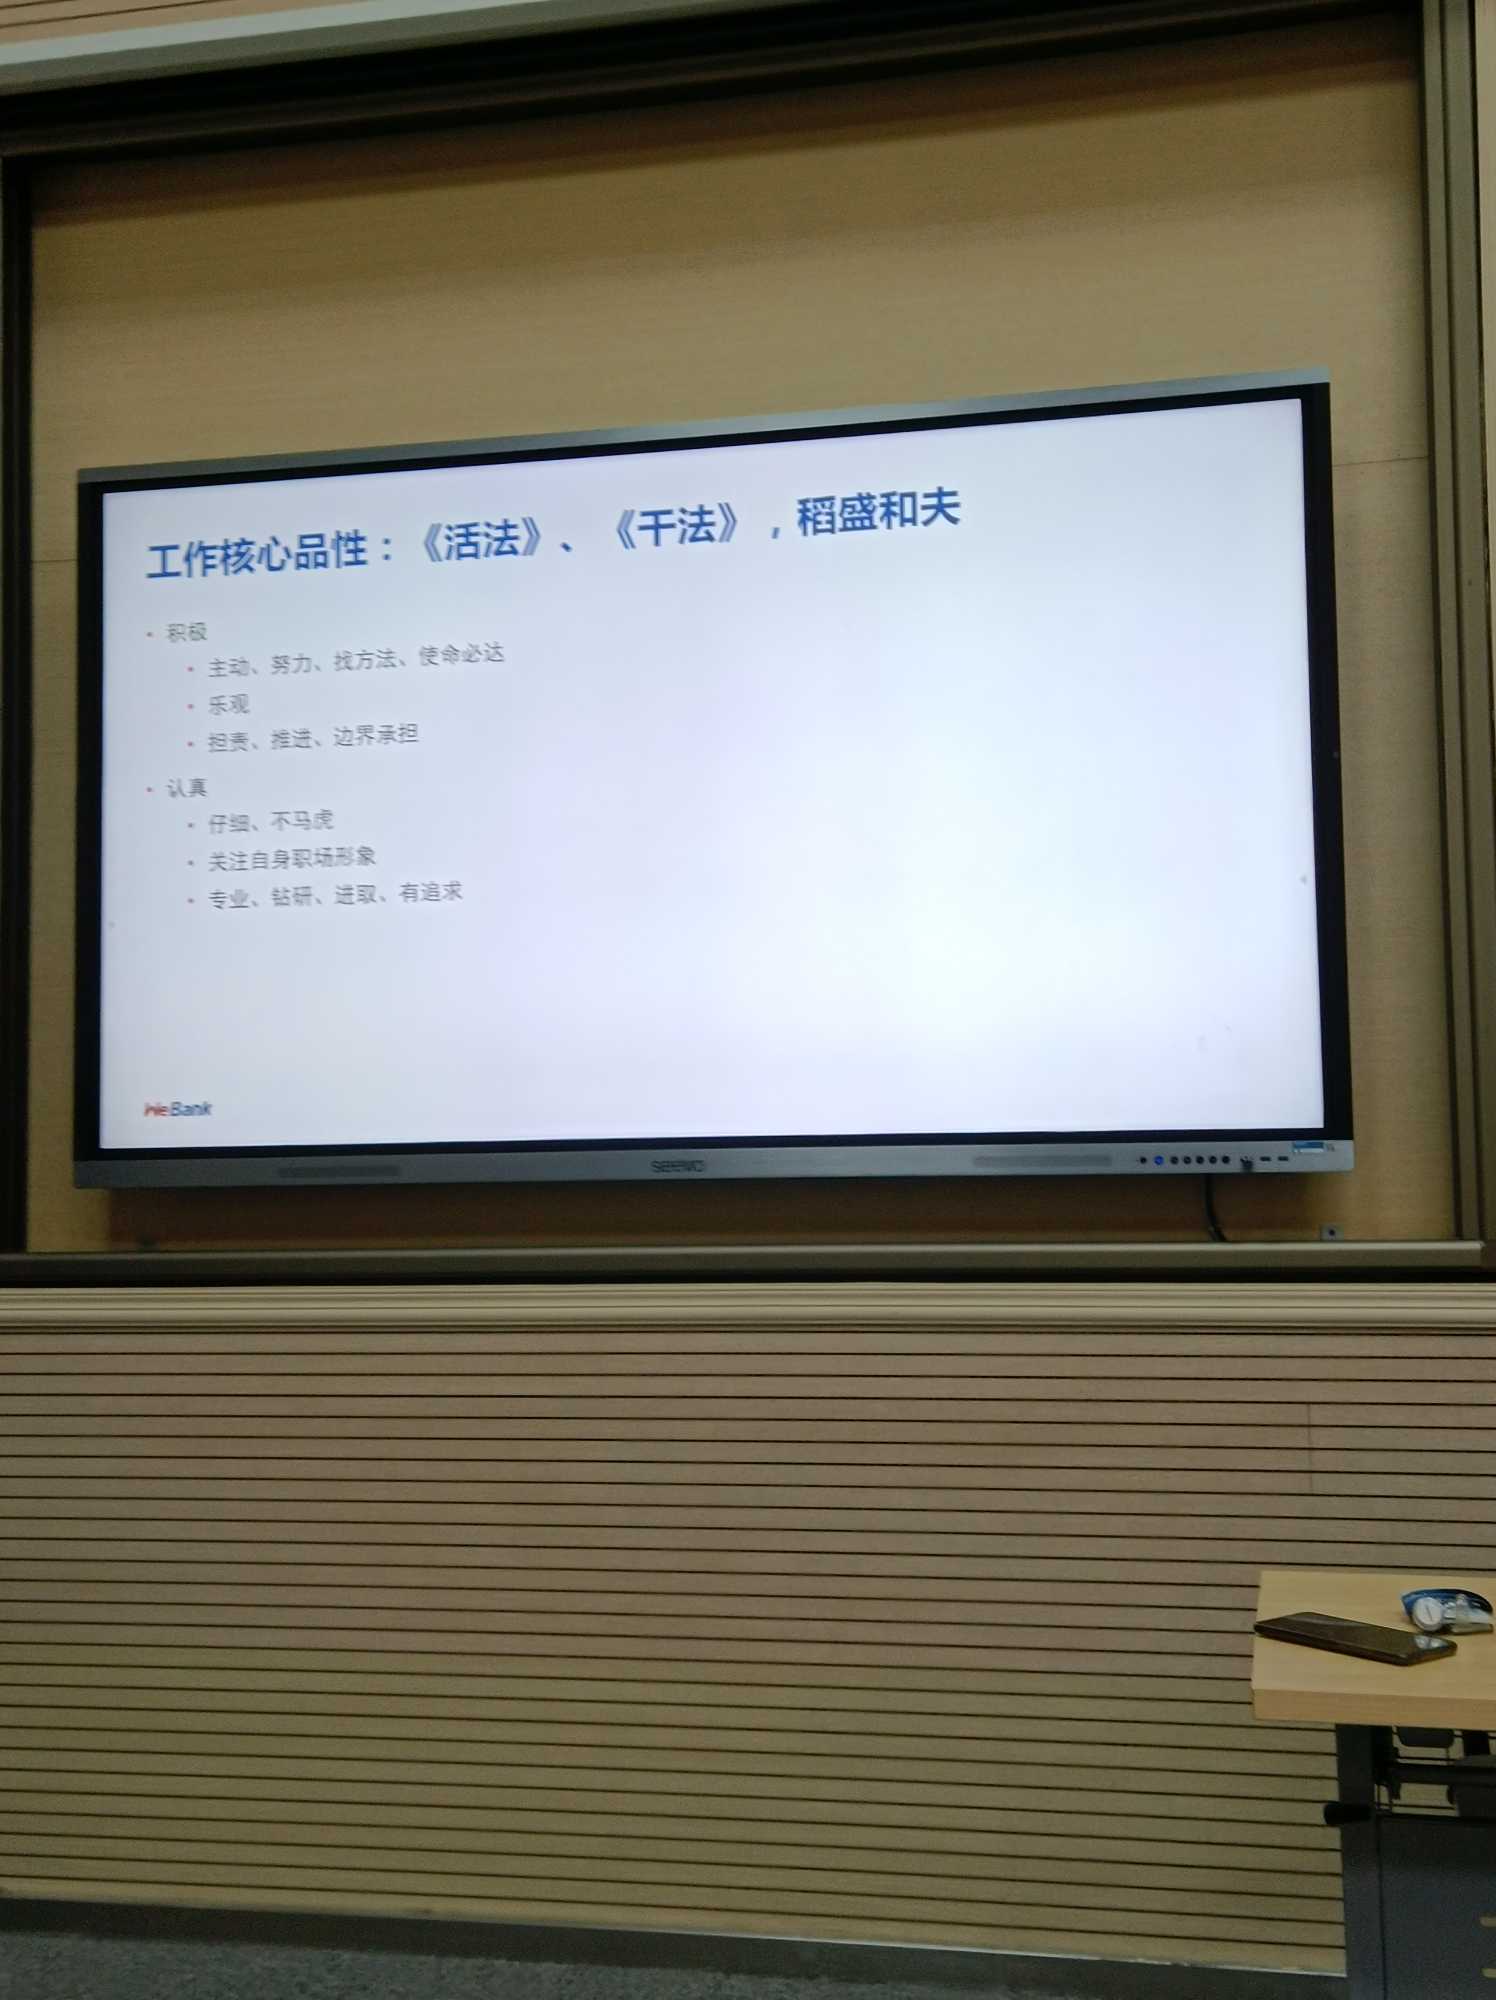 工作核心品性：《活法》、《干法》，稻盛和夫
• 积极
• 主动、努力、找方法、使命必达
• 乐观
• 担责、推进、边界承担
• 认真
• 仔细、不马虎
• 关注自身职场形象
• 专业、钻研、进取、有追求
WeBank
seewo